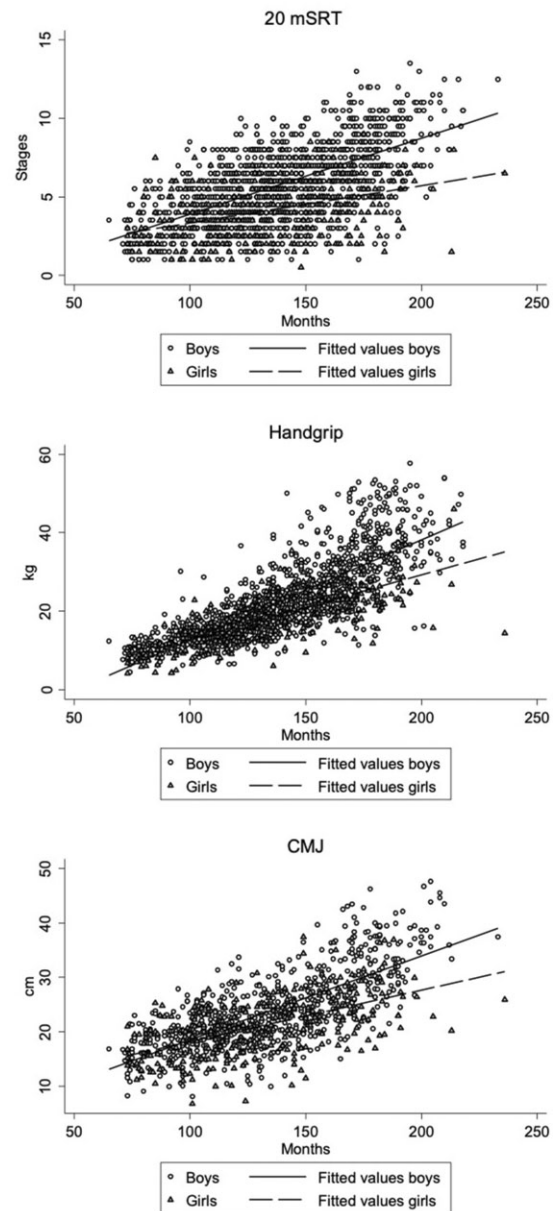 20 mSRT
15
10
5
0
Stages
50 100 150 200 250
Months
Boys Fitted values boys
Girls Fitted values girls
Handgrip
60
40
20
0
kg
50 100 150 200 250
Months
Boys Fitted values boys
Girls Fitted values girls
CMJ
50
40
30
20
10
cm
50 100 150 200 250
Months
Boys Fitted values boys
Girls Fitted values girls